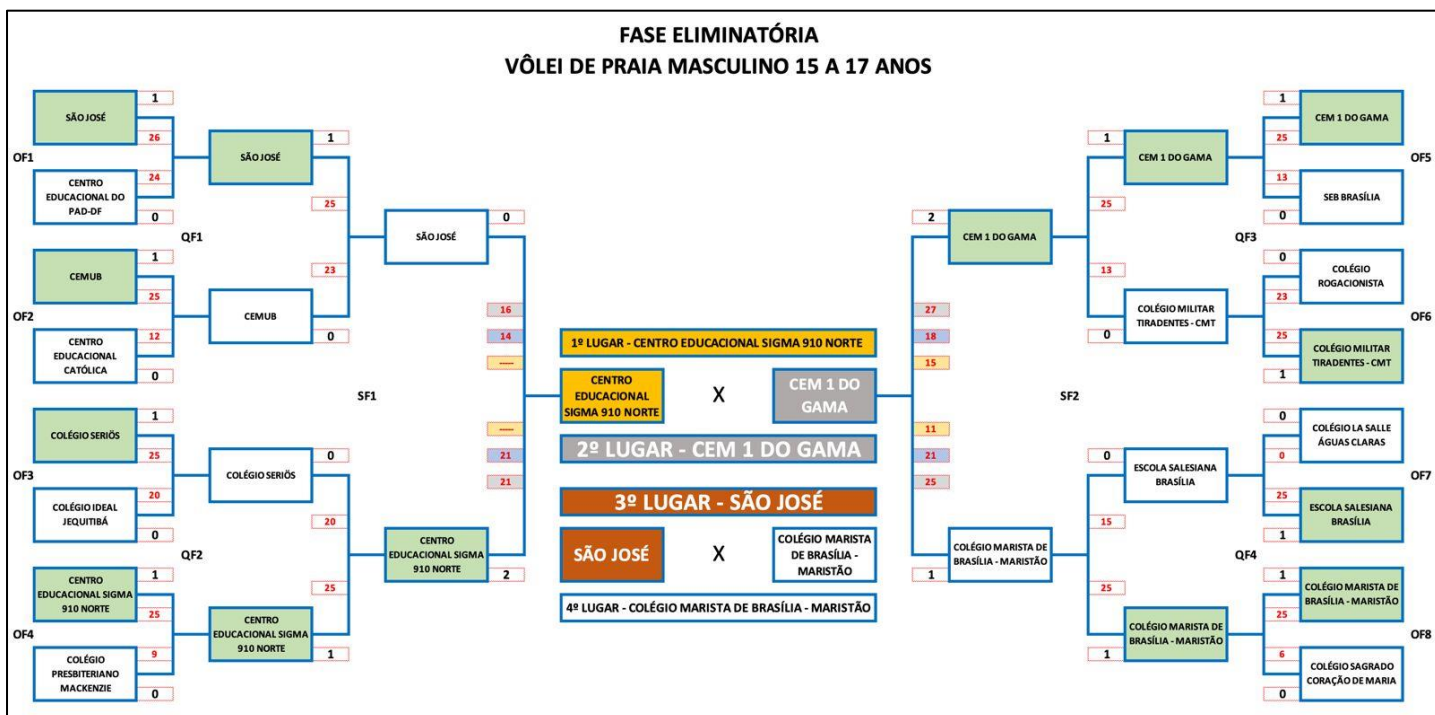 FASE ELIMINATÓRIA
VÔLEI DE PRAIA MASCULINO 15 A 17 ANOS
OF1
1
SÃO JOSÉ
26
24
CENTRO
EDUCACIONAL DO
PAD-DF
0
QF1
1
SÃO JOSÉ
25
23
CEMUB
0
OF2
1
CEMUB
25
12
CENTRO
EDUCACIONAL
CATÓLICA
0
SF1
0
SÃO JOSÉ
16
14
----
----
21
21
CENTRO
EDUCACIONAL SIGMA
910 NORTE
2
OF3
1
COLÉGIO SERIÖS
25
20
COLÉGIO IDEAL
JEQUITIBÁ
0
QF2
0
COLÉGIO SERIÖS
20
25
CENTRO
EDUCACIONAL SIGMA
910 NORTE
1
OF4
1
CENTRO
EDUCACIONAL SIGMA
910 NORTE
25
9
COLÉGIO
PRESBITERIANO
MACKENZIE
0
1º LUGAR - CENTRO EDUCACIONAL SIGMA 910 NORTE
CENTRO
EDUCACIONAL
SIGMA 910 NORTE
X
CEM 1 DO
GAMA
2º LUGAR - CEM 1 DO GAMA
3º LUGAR - SÃO JOSÉ
SÃO JOSÉ
X
COLÉGIO MARISTA
DE BRASÍLIA -
MARISTÃO
4º LUGAR - COLÉGIO MARISTA DE BRASÍLIA - MARISTÃO
2
CEM 1 DO GAMA
27
18
15
11
21
25
COLÉGIO MARISTA DE
BRASÍLIA - MARISTÃO
1
SF2
1
CEM 1 DO GAMA
25
13
COLÉGIO MILITAR
TIRADENTES - CMT
0
QF3
1
CEM 1 DO GAMA
25
OF5
13
SEB BRASÍLIA
0
0
COLÉGIO
ROGACIONISTA
23
OF6
25
COLÉGIO MILITAR
TIRADENTES - CMT
1
0
ESCOLA SALESIANA
BRASÍLIA
15
25
COLÉGIO MARISTA DE
BRASÍLIA - MARISTÃO
1
QF4
0
COLÉGIO LA SALLE
ÁGUAS CLARAS
0
OF7
25
ESCOLA SALESIANA
BRASÍLIA
1
1
COLÉGIO MARISTA DE
BRASÍLIA - MARISTÃO
25
OF8
6
COLÉGIO SAGRADO
CORAÇÃO DE MARIA
0